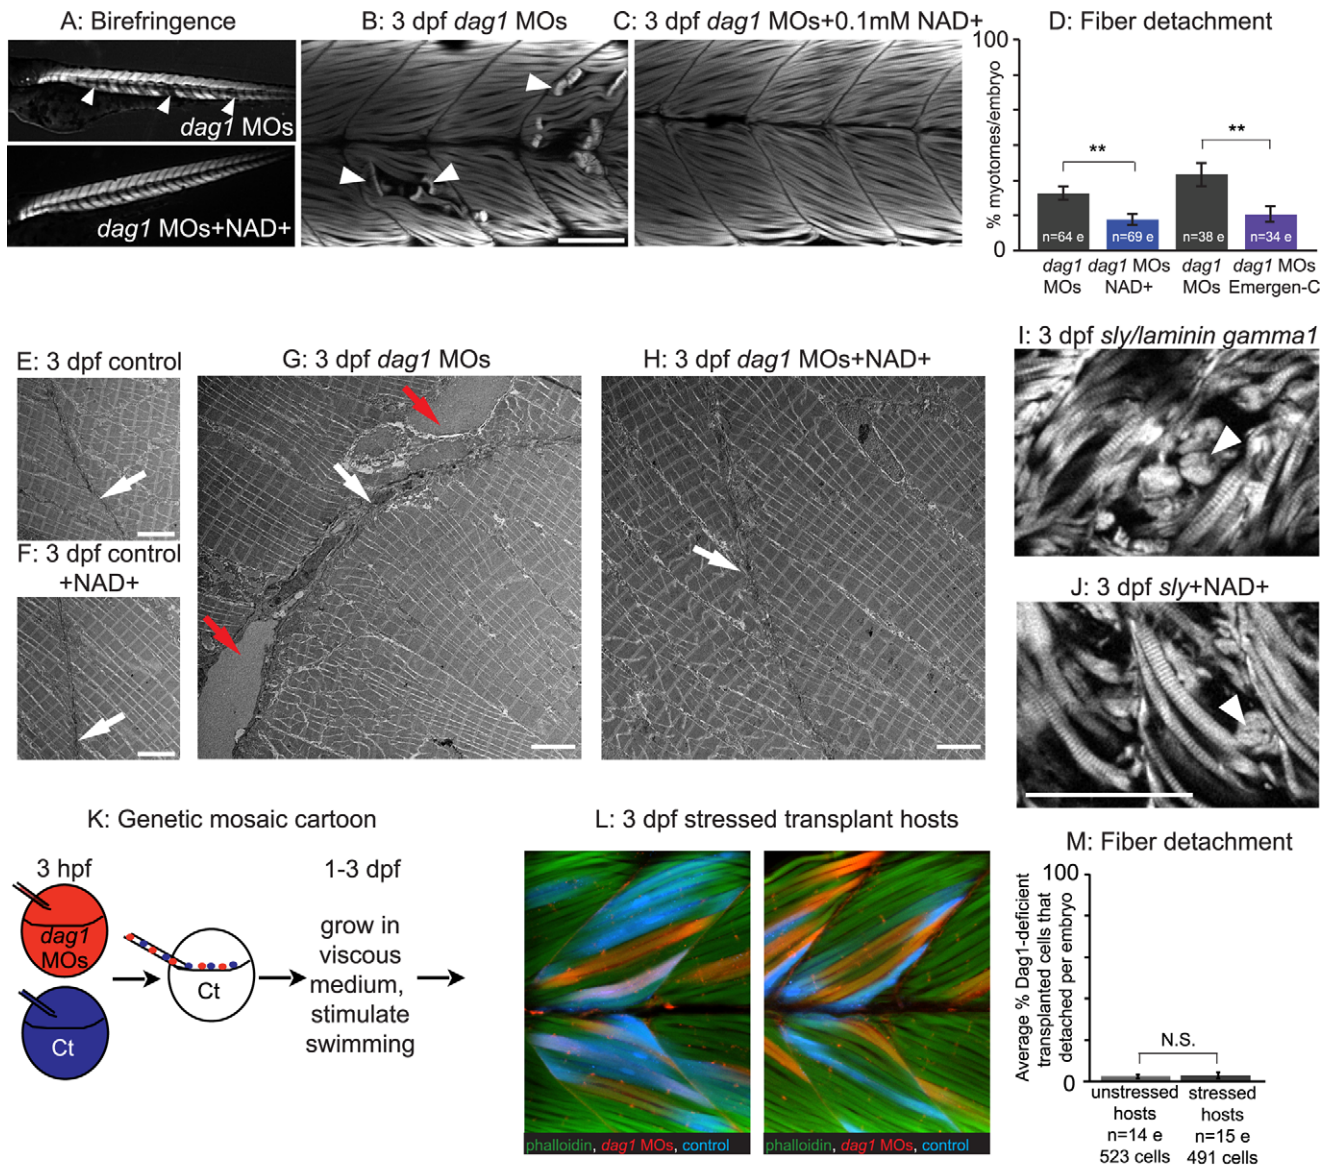 A: Birefringence
dag1 MOs
dag1 MOs+NAD+
B: 3 dpf dag1 MOs
C: 3 dpf dag1 MOs+0.1mM NAD+
D: Fiber detachment
100
% myotomes/embryo
0
**
**
n=64 e
n=69 e
n=38 e
n=34 e
dag1 MOs
dag1 MOs NAD+
dag1 MOs
dag1 MOs Emergen-C
E: 3 dpf control
F: 3 dpf control
+NAD+
G: 3 dpf dag1 MOs
H: 3 dpf dag1 MOs+NAD+
I: 3 dpf sly/laminin gamma1
J: 3 dpf sly+NAD+
K: Genetic mosaic cartoon
3 hpf
dag1
MOs
Ct
Ct
1-3 dpf
grow in
viscous
medium,
stimulate
swimming
L: 3 dpf stressed transplant hosts
phalloidin, dag1 MOs, control
phalloidin, dag1 MOs, control
M: Fiber detachment
100
Average % Dag1-deficient
transplanted cells that
detached per embryo
0
N.S.
unstressed
hosts
n=14 e
523 cells
stressed
hosts
n=15 e
491 cells